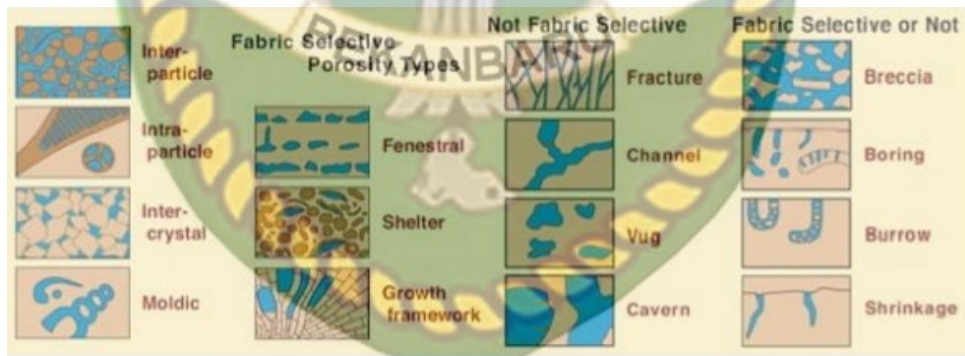 Fabric Selective
Porosity Types
Inter-
particle
Intra-
particle
Inter-
crystal
Moldic
Fenestral
Shelter
Growth
framework
Not Fabric Selective
Fracture
Channel
Vug
Cavern
Fabric Selective or Not
Breccia
Boring
Burrow
Shrinkage
PEKANBARU